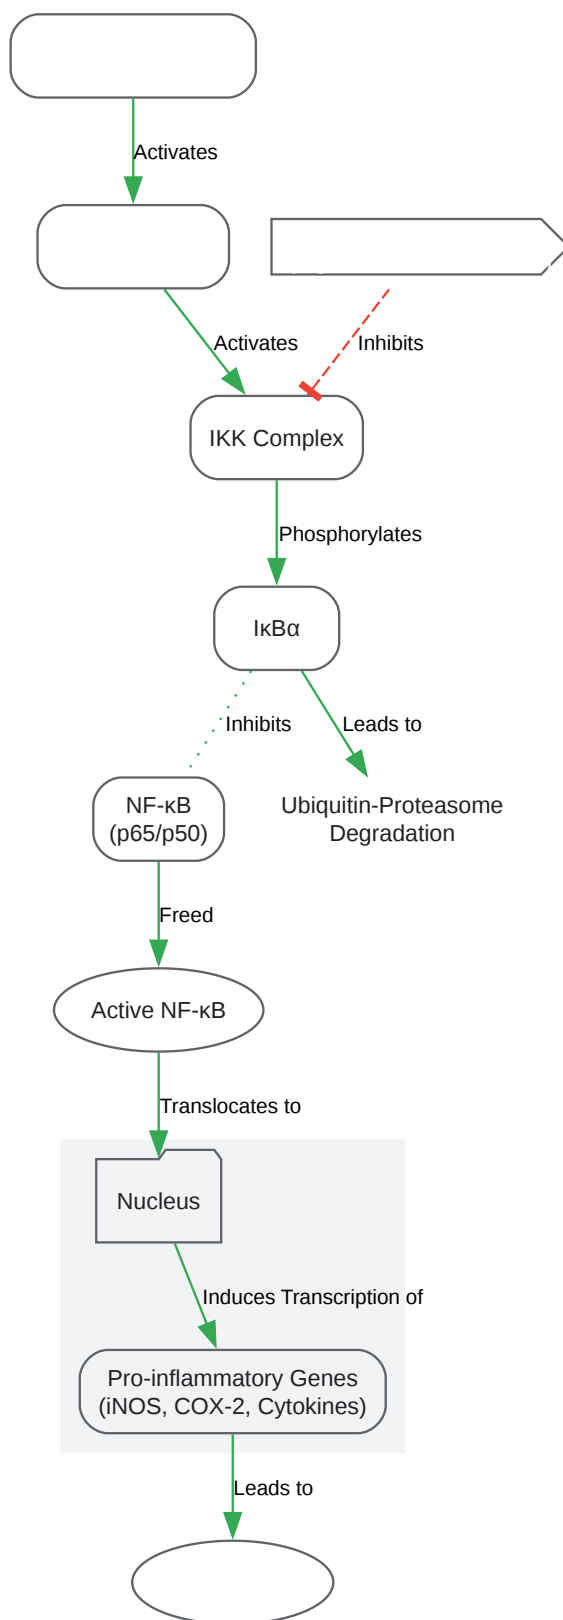 Activates
Activates
Inhibits
IKK Complex
Phosphorylates
IκBα
Inhibits
Leads to
NF-κB
(p65/p50)
Ubiquitin-Proteasome
Degradation
Freed
Active NF-κB
Translocates to
Nucleus
Induces Transcription of
Pro-inflammatory Genes
(iNOS, COX-2, Cytokines)
Leads to